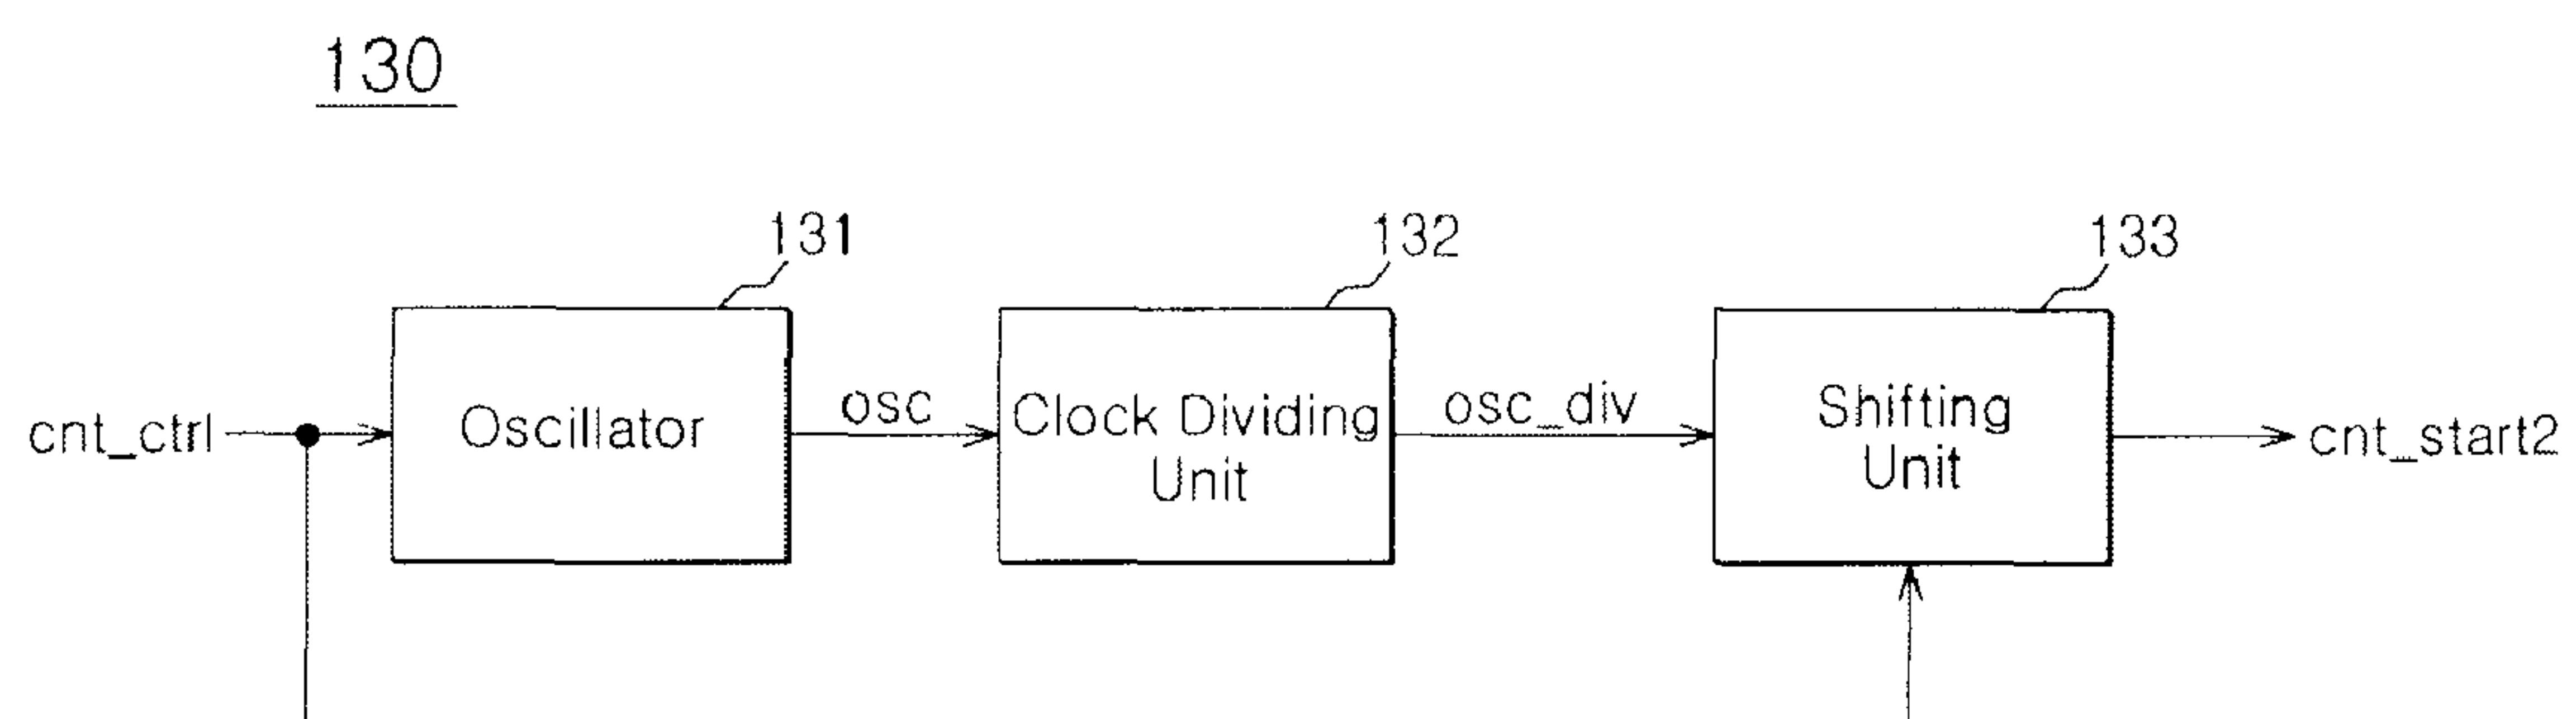 130
131
132
133
cnt_ctrl
Oscillator
osc
Clock Dividing
Unit
osc_div
Shifting
Unit
cnt_start2